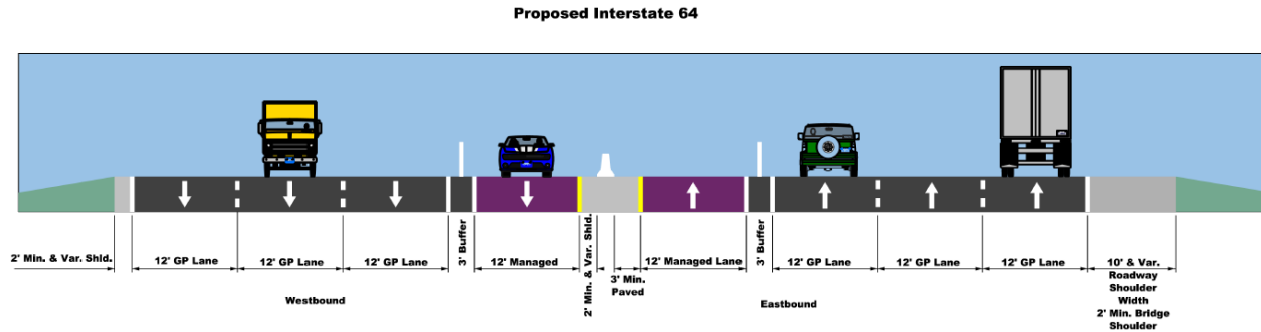 Proposed Interstate 64
2' Min. & Var. Shld.
12' GP Lane
12' GP Lane
12' GP Lane
3' Buffer
12' Managed
2' Min. & Var. Shld.
3' Min.
Paved
12' Managed Lane
3' Buffer
12' GP Lane
12' GP Lane
12' GP Lane
10' & Var.
Roadway
Shoulder
Width
2' Min. Bridge
Shoulder
Westbound
Eastbound